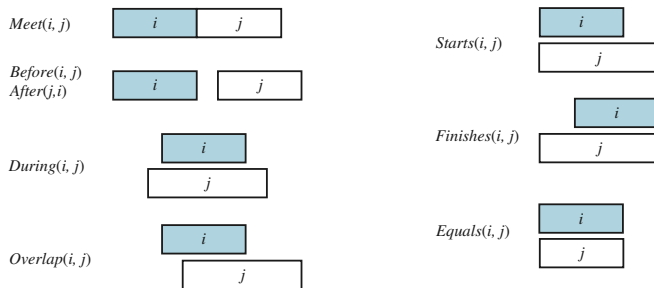 Meet(i, j)
i
j
Before(i, j)
After(j,i)
i
j
During(i, j)
i
j
Overlap(i, j)
i
j
Starts(i, j)
i
j
Finishes(i, j)
i
j
Equals(i, j)
i
j